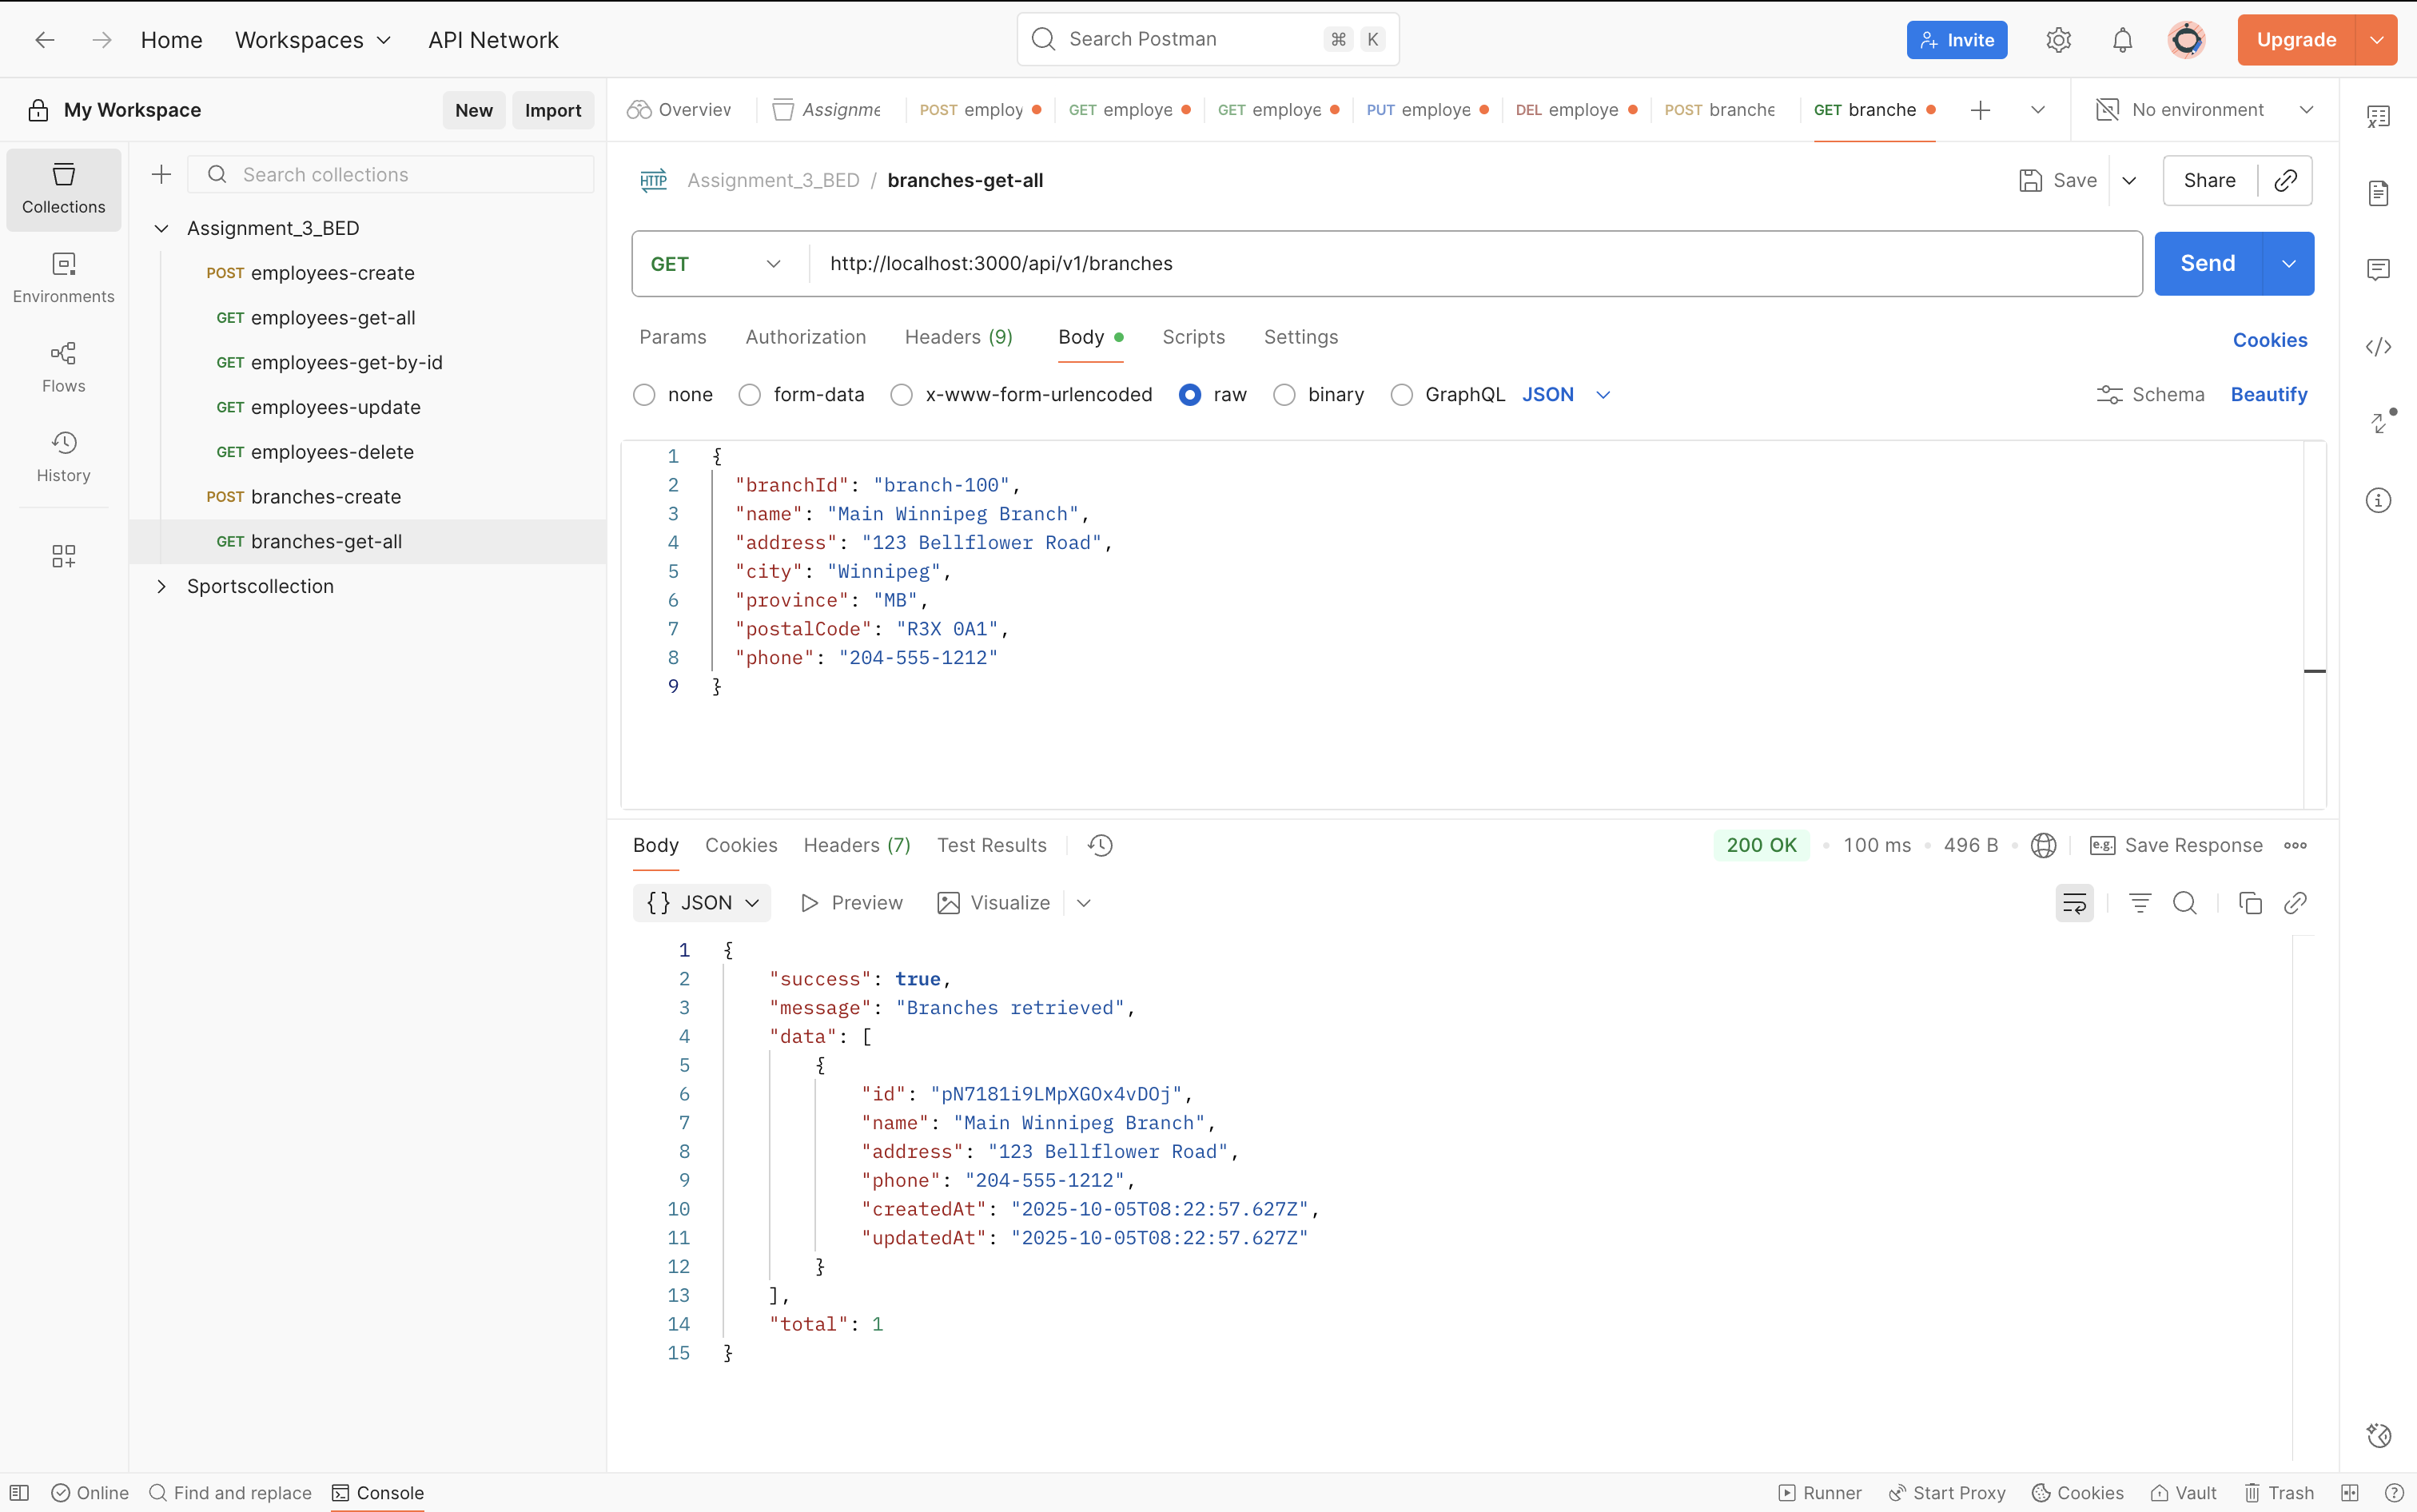 Home Workspaces API Network Search Postman ⌘ K Invite Upgrade
My Workspace New Import Overview Assignme POST employ GET employe GET employe PUT employe DEL employe POST branche GET branche No environment
Collections
Environments
Flows
History
Search collections
Assignment_3_BED
POST employees-create
GET employees-get-all
GET employees-get-by-id
GET employees-update
GET employees-delete
POST branches-create
GET branches-get-all
Sportscollection
HTTP Assignment_3_BED / branches-get-all Save Share
GET http://localhost:3000/api/v1/branches Send
Params Authorization Headers (9) Body Scripts Settings Cookies
none form-data x-www-form-urlencoded raw binary GraphQL JSON Schema Beautify
1 {
2 "branchId": "branch-100",
3 "name": "Main Winnipeg Branch",
4 "address": "123 Bellflower Road",
5 "city": "Winnipeg",
6 "province": "MB",
7 "postalCode": "R3X 0A1",
8 "phone": "204-555-1212"
9 }
Body Cookies Headers (7) Test Results 200 OK • 100 ms • 496 B • e.g. Save Response
{} JSON Preview Visualize
1 {
2 "success": true,
3 "message": "Branches retrieved",
4 "data": [
5 {
6 "id": "pN7181i9LMpXGOx4vDOj",
7 "name": "Main Winnipeg Branch",
8 "address": "123 Bellflower Road",
9 "phone": "204-555-1212",
10 "createdAt": "2025-10-05T08:22:57.627Z",
11 "updatedAt": "2025-10-05T08:22:57.627Z"
12 }
13 ],
14 "total": 1
15 }
Online Find and replace Console Runner Start Proxy Cookies Vault Trash